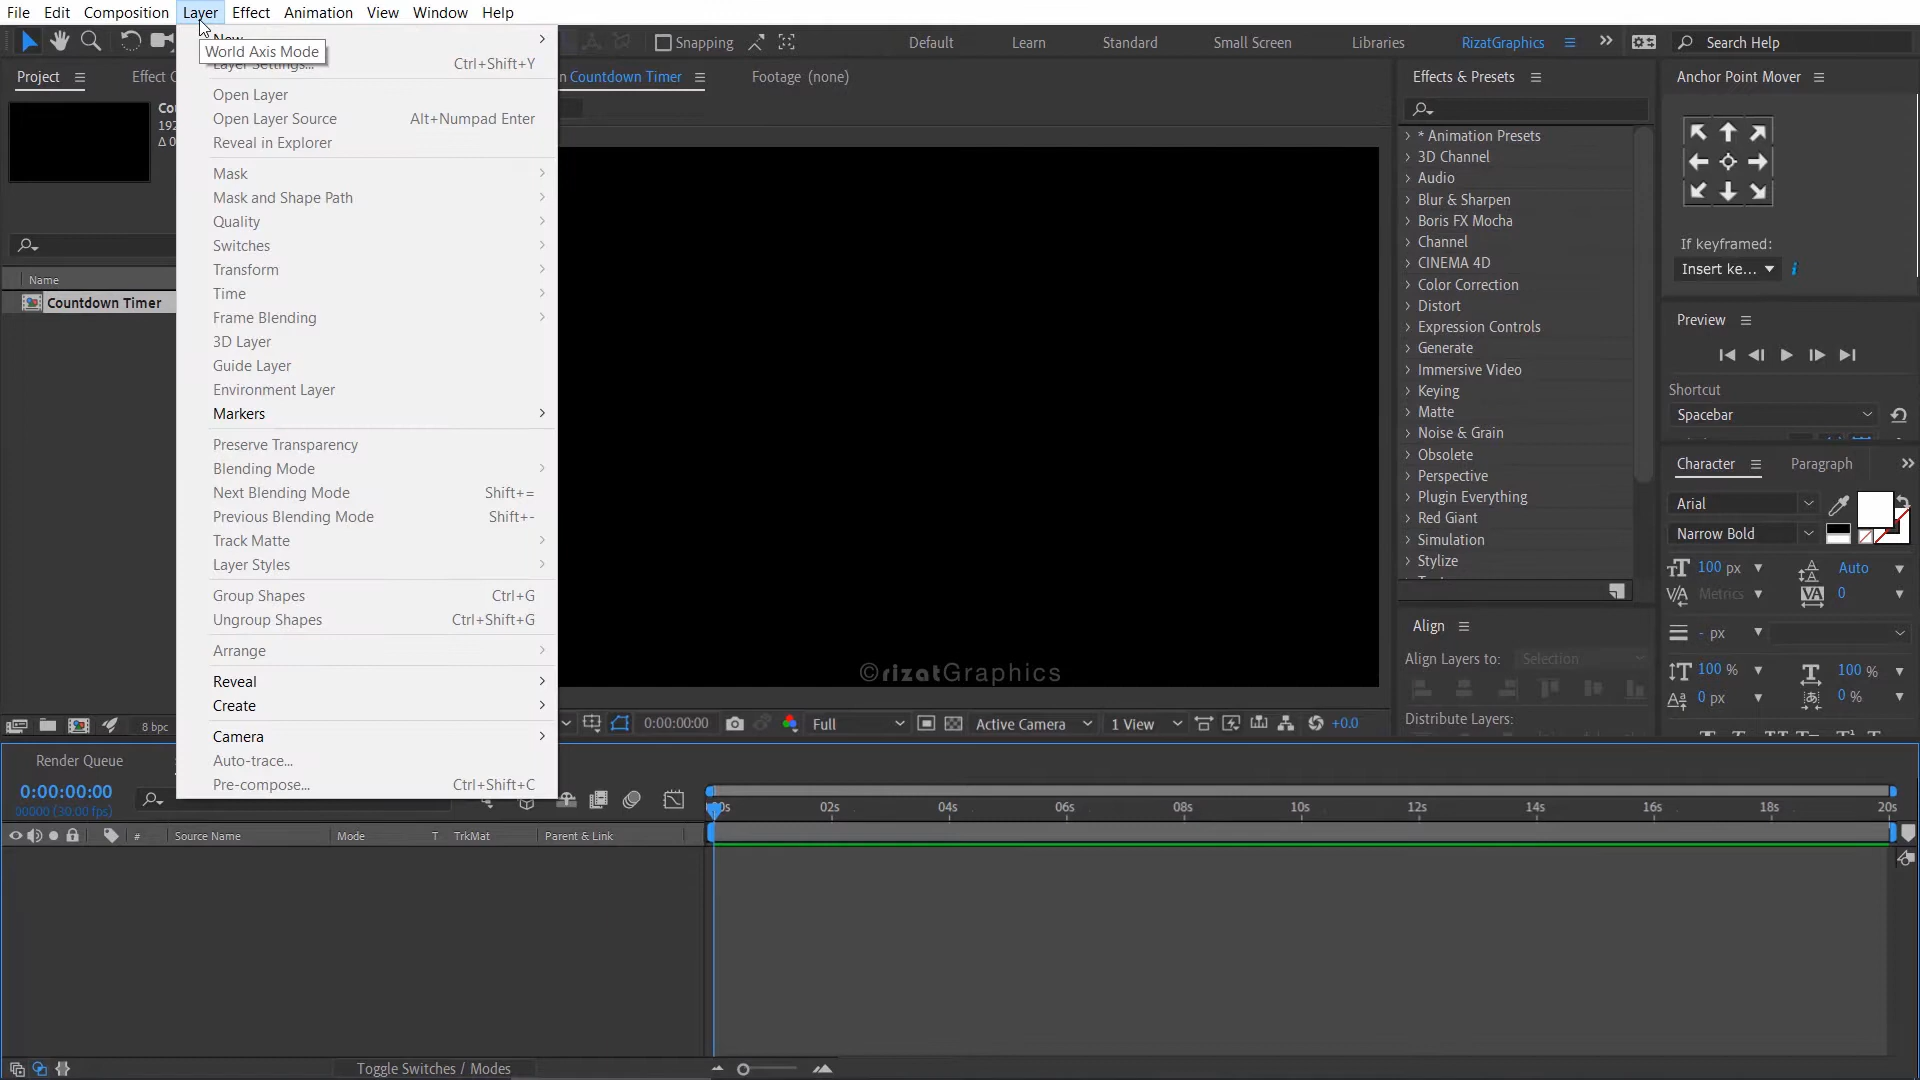 File Edit Composition Layer Effect Animation View Window Help
New
World Axis Mode
Layer Settings... Ctrl+Shift+Y
Open Layer
Open Layer Source Alt+Numpad Enter
Reveal in Explorer
Mask
Mask and Shape Path
Quality
Switches
Transform
Time
Frame Blending
3D Layer
Guide Layer
Environment Layer
Markers
Preserve Transparency
Blending Mode
Next Blending Mode Shift+=
Previous Blending Mode Shift+-
Track Matte
Layer Styles
Group Shapes Ctrl+G
Ungroup Shapes Ctrl+Shift+G
Arrange
Reveal
Create
Camera
Auto-trace...
Pre-compose... Ctrl+Shift+C
Snapping Default Learn Standard Small Screen Libraries RizatGraphics Search Help
Project Effect C
Countdown Timer Footage (none)
Name
Countdown Timer
8 bpc
©rizatGraphics
0:00:00:00 Full Active Camera 1 View +0.0
Effects & Presets
* Animation Presets
3D Channel
Audio
Blur & Sharpen
Boris FX Mocha
Channel
CINEMA 4D
Color Correction
Distort
Expression Controls
Generate
Immersive Video
Keying
Matte
Noise & Grain
Obsolete
Perspective
Plugin Everything
Red Giant
Simulation
Stylize
Align
Align Layers to: Selection
Distribute Layers:
Anchor Point Mover
If keyframed:
Insert ke...
Preview
Shortcut
Spacebar
Character Paragraph
Arial
Narrow Bold
100 px Auto
Metrics 0
- px
100 % 100 %
0 px 0 %
Render Queue
0:00:00:00
00000 (30.00 fps)
# Source Name Mode T TrkMat Parent & Link
02s 04s 06s 08s 10s 12s 14s 16s 18s 20s
Toggle Switches / Modes